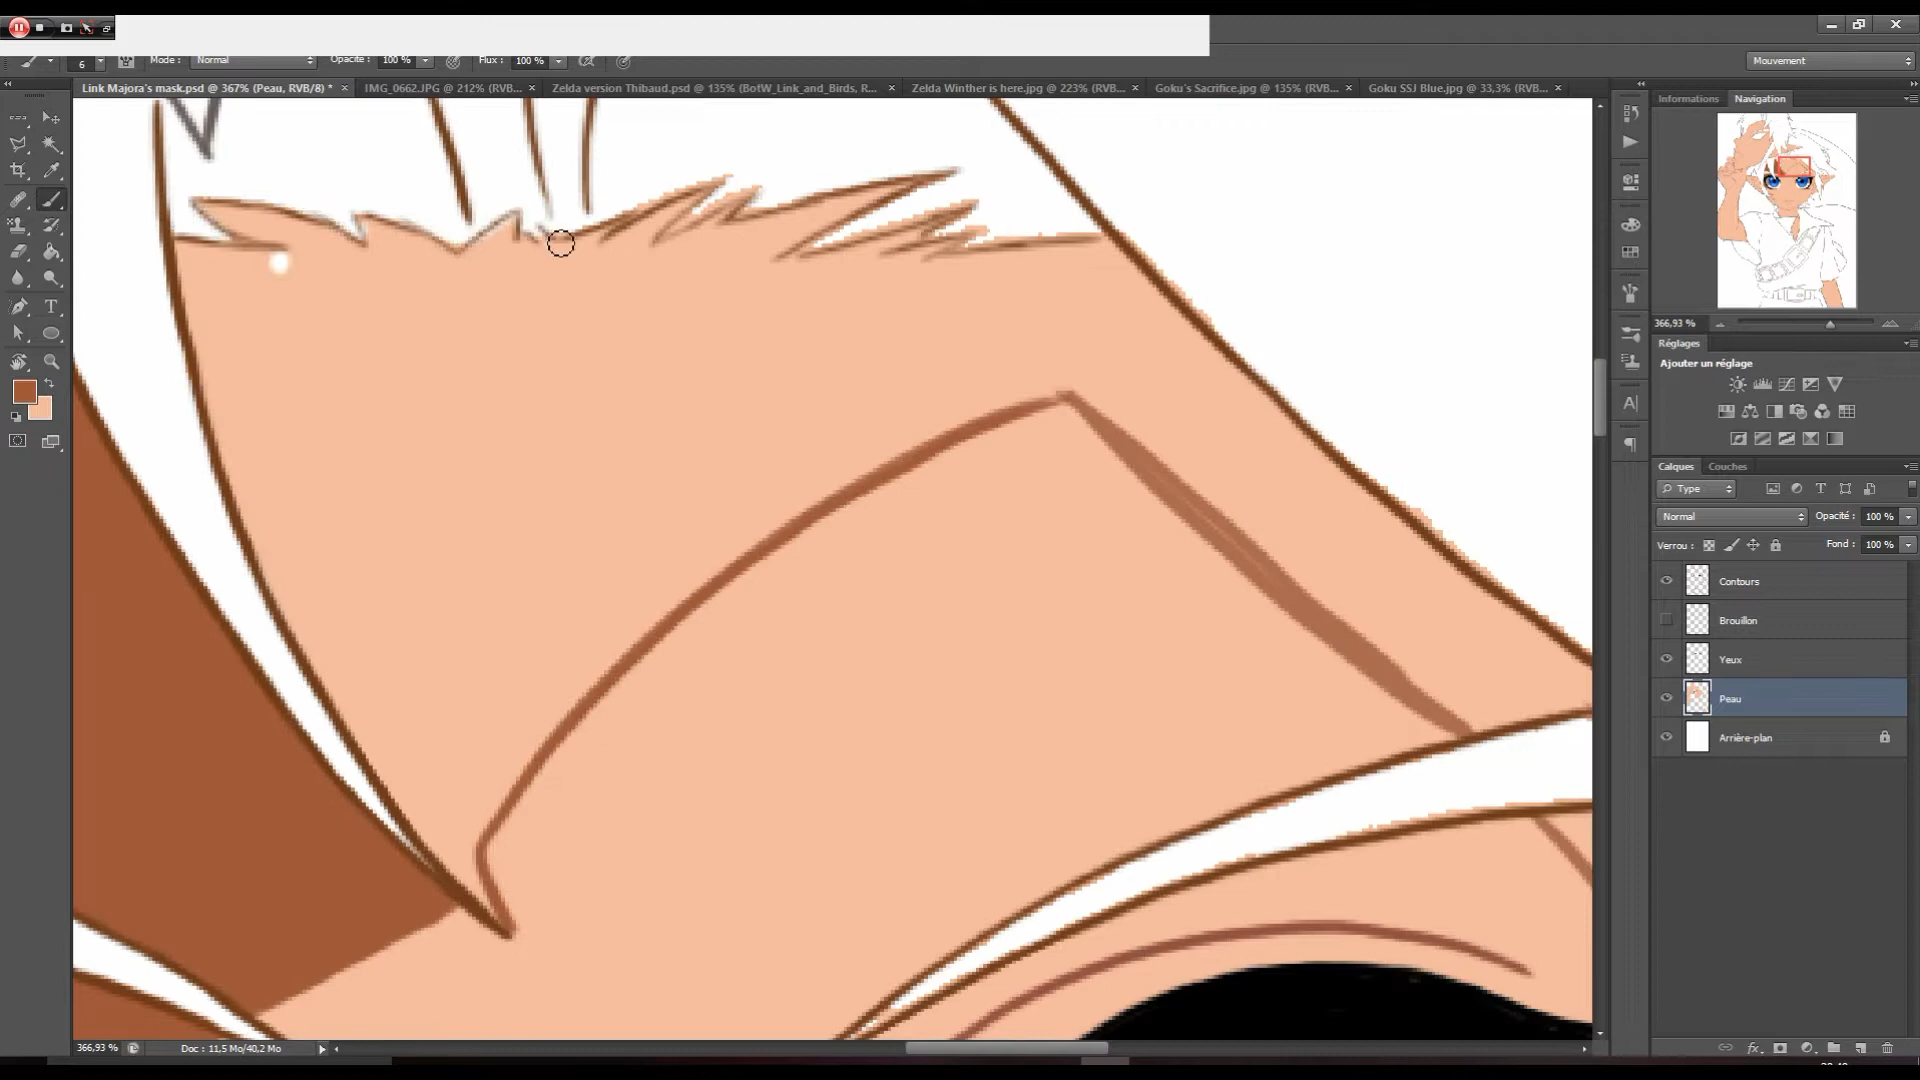 6 Mode : Normal Opacité : 100 % Flux : 100 % Mouvement
Link Majora's mask.psd @ 367% (Peau, RVB/8) * × IMG_0662.JPG @ 212% (RVB... × Zelda version Thibaud.psd @ 135% (BotW_Link_and_Birds, R... × Zelda Winther is here.jpg @ 223% (RVB... × Goku's Sacrifice.jpg @ 135% (RVB... × Goku SSJ Blue.jpg @ 33,3% (RVB... ×
Informations Navigation
366,93 %
Réglages
Ajouter un réglage
Calques Couches
Type
Normal Opacité : 100 %
Verrou : Fond : 100 %
Contours
Brouillon
Yeux
Peau
Arrière-plan
366,93 % Doc : 11,5 Mo/40,2 Mo